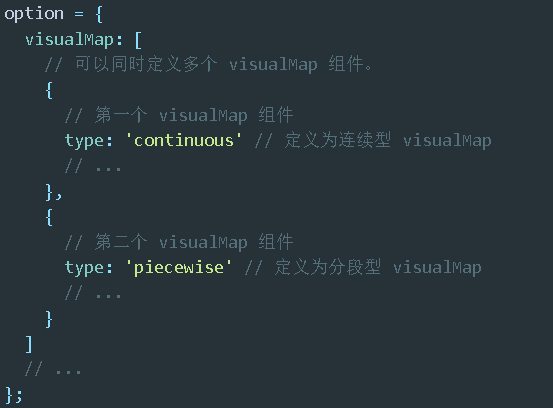 option = {
  visualMap: [
    // 可以同时定义多个 visualMap 组件。
    {
      // 第一个 visualMap 组件
      type: 'continuous' // 定义为连续型 visualMap
      // ...
    },
    {
      // 第二个 visualMap 组件
      type: 'piecewise' // 定义为分段型 visualMap
      // ...
    }
  ]
  // ...
};